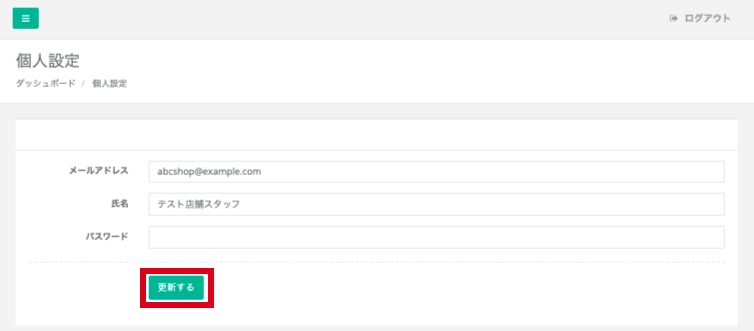 ログアウト
個人設定
ダッシュボード / 個人設定
メールアドレス abcshop@example.com
氏名 テスト店舗スタッフ
パスワード
更新する